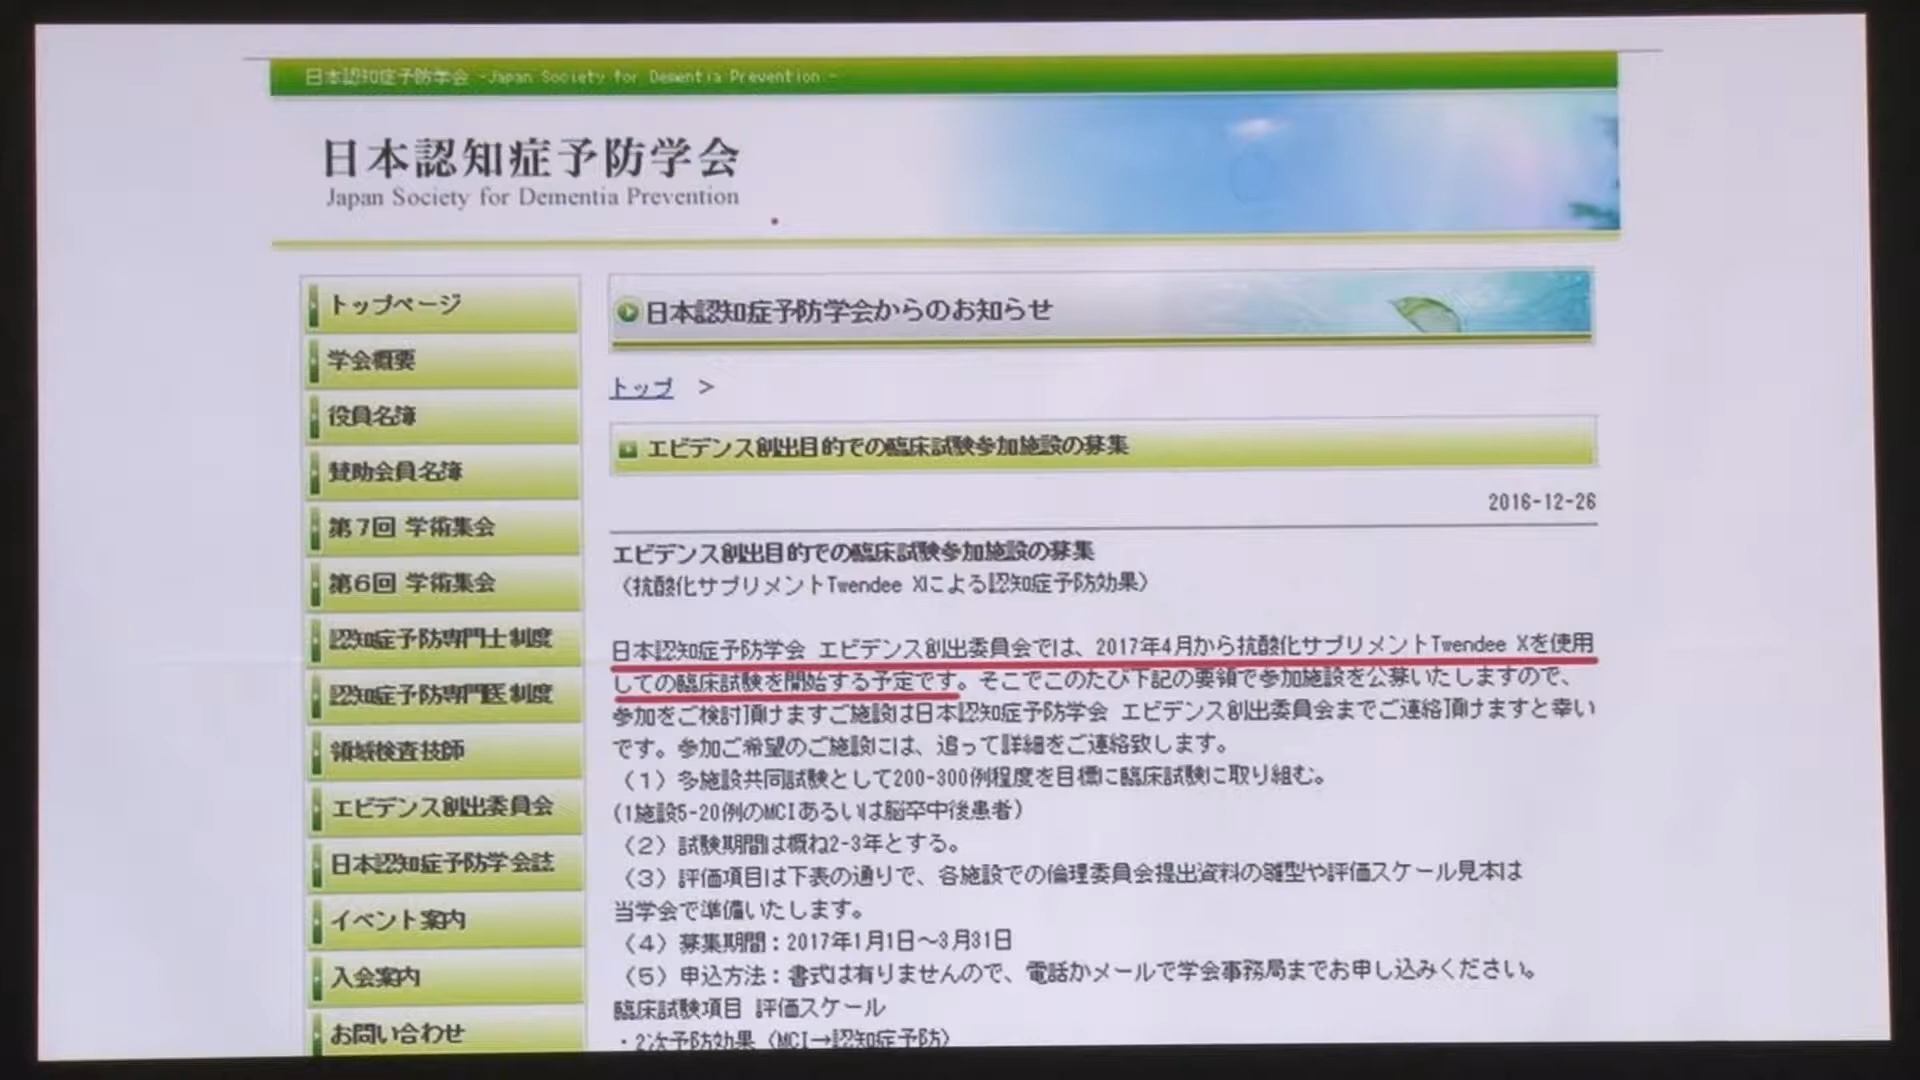 日本認知症予防学会 -Japan Society for Dementia Prevention -
日本認知症予防学会
Japan Society for Dementia Prevention
トップページ
学会概要
役員名簿
賛助会員名簿
第7回 学術集会
第6回 学術集会
認知症予防専門士制度
認知症予防専門医制度
領域検査技師
エビデンス創出委員会
日本認知症予防学会誌
イベント案内
入会案内
お問い合わせ
日本認知症予防学会からのお知らせ
トップ >
エビデンス創出目的での臨床試験参加施設の募集
2016-12-26
エビデンス創出目的での臨床試験参加施設の募集
（抗酸化サプリメントTwendee Xによる認知症予防効果）
日本認知症予防学会 エビデンス創出委員会では、2017年4月から抗酸化サプリメントTwendee Xを使用
しての臨床試験を開始する予定です。そこでこのたび下記の要領で参加施設を公募いたしますので、
参加をご検討頂けますご施設は日本認知症予防学会 エビデンス創出委員会までご連絡頂けますと幸い
です。参加ご希望のご施設には、追って詳細をご連絡致します。
（1）多施設共同試験として200-300例程度を目標に臨床試験に取り組む。
(1施設5-20例のMCIあるいは脳卒中後患者)
（2）試験期間は概ね2-3年とする。
（3）評価項目は下表の通りで、各施設での倫理委員会提出資料の雛型や評価スケール見本は
当学会で準備いたします。
（4）募集期間：2017年1月1日～3月31日
（5）申込方法：書式は有りませんので、電話かメールで学会事務局までお申し込みください。
臨床試験項目 評価スケール
・2次予防効果（MCI→認知症予防）